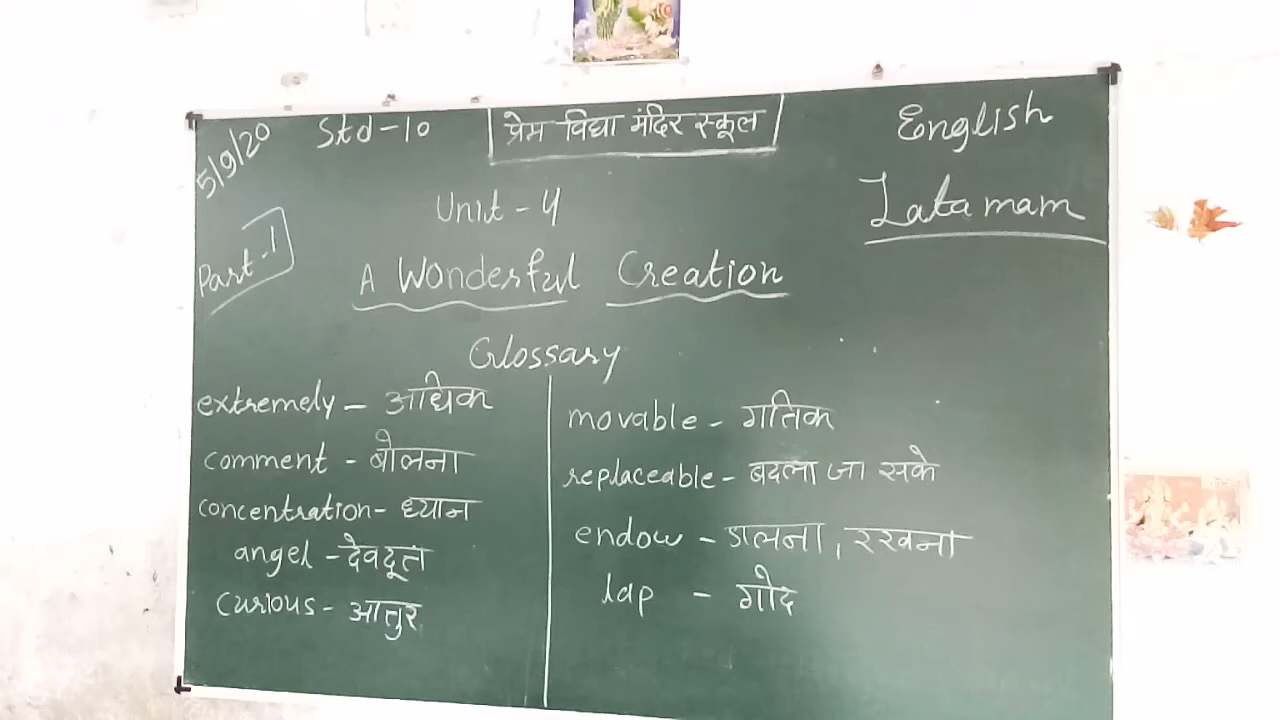 5/9/20
Std-10
प्रेम विद्या मंदिर स्कूल
English
Lata mam
Unit-4
Part-1
A Wonderful Creation
Glossary
extremely - अधिक
comment - बोलना
concentration - ध्यान
angel - देवदूत
curious - आतुर
movable - गतिक
replaceable - बदला जा सके
endow - डालना, रखना
lap - गोद